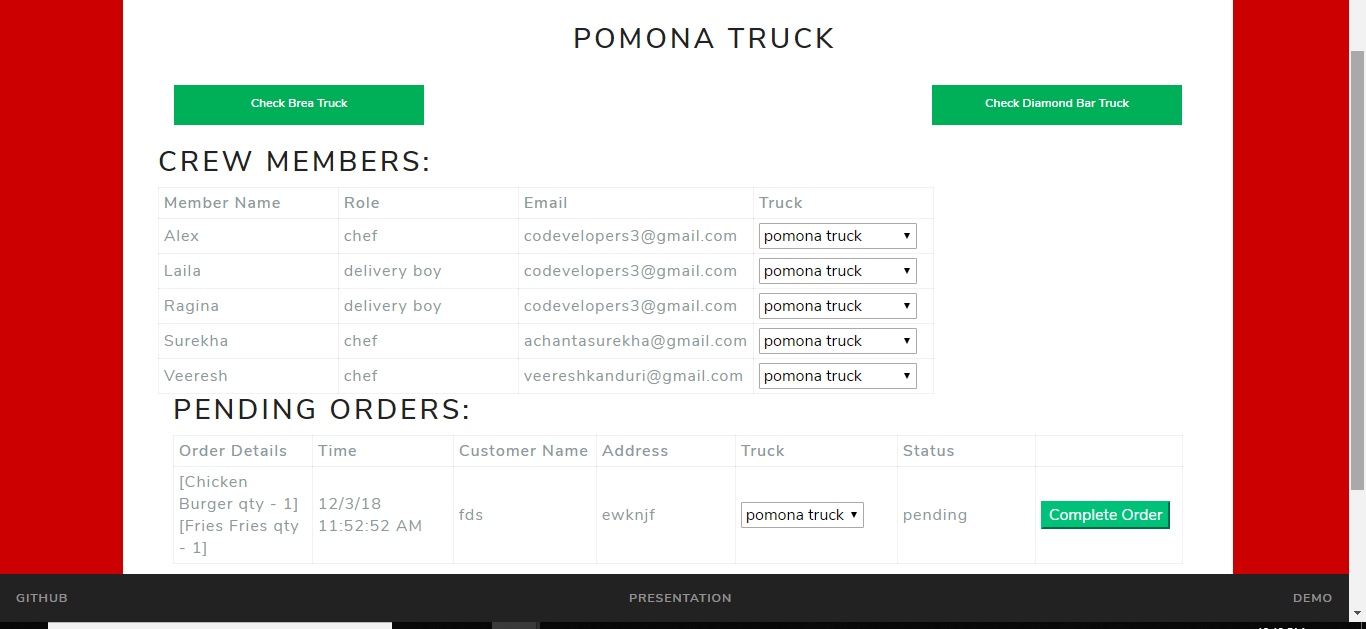 POMONA TRUCK
Check Brea Truck Check Diamond Bar Truck
CREW MEMBERS:
Member Name Role Email Truck
Alex chef codevelopers3@gmail.com pomona truck
Laila delivery boy codevelopers3@gmail.com pomona truck
Ragina delivery boy codevelopers3@gmail.com pomona truck
Surekha chef achantasurekha@gmail.com pomona truck
Veeresh chef veereshkanduri@gmail.com pomona truck
PENDING ORDERS:
Order Details Time Customer Name Address Truck Status
[Chicken
Burger qty - 1]
[Fries Fries qty
- 1]
12/3/18
11:52:52 AM
fds ewknjf pomona truck pending Complete Order
GITHUB PRESENTATION DEMO